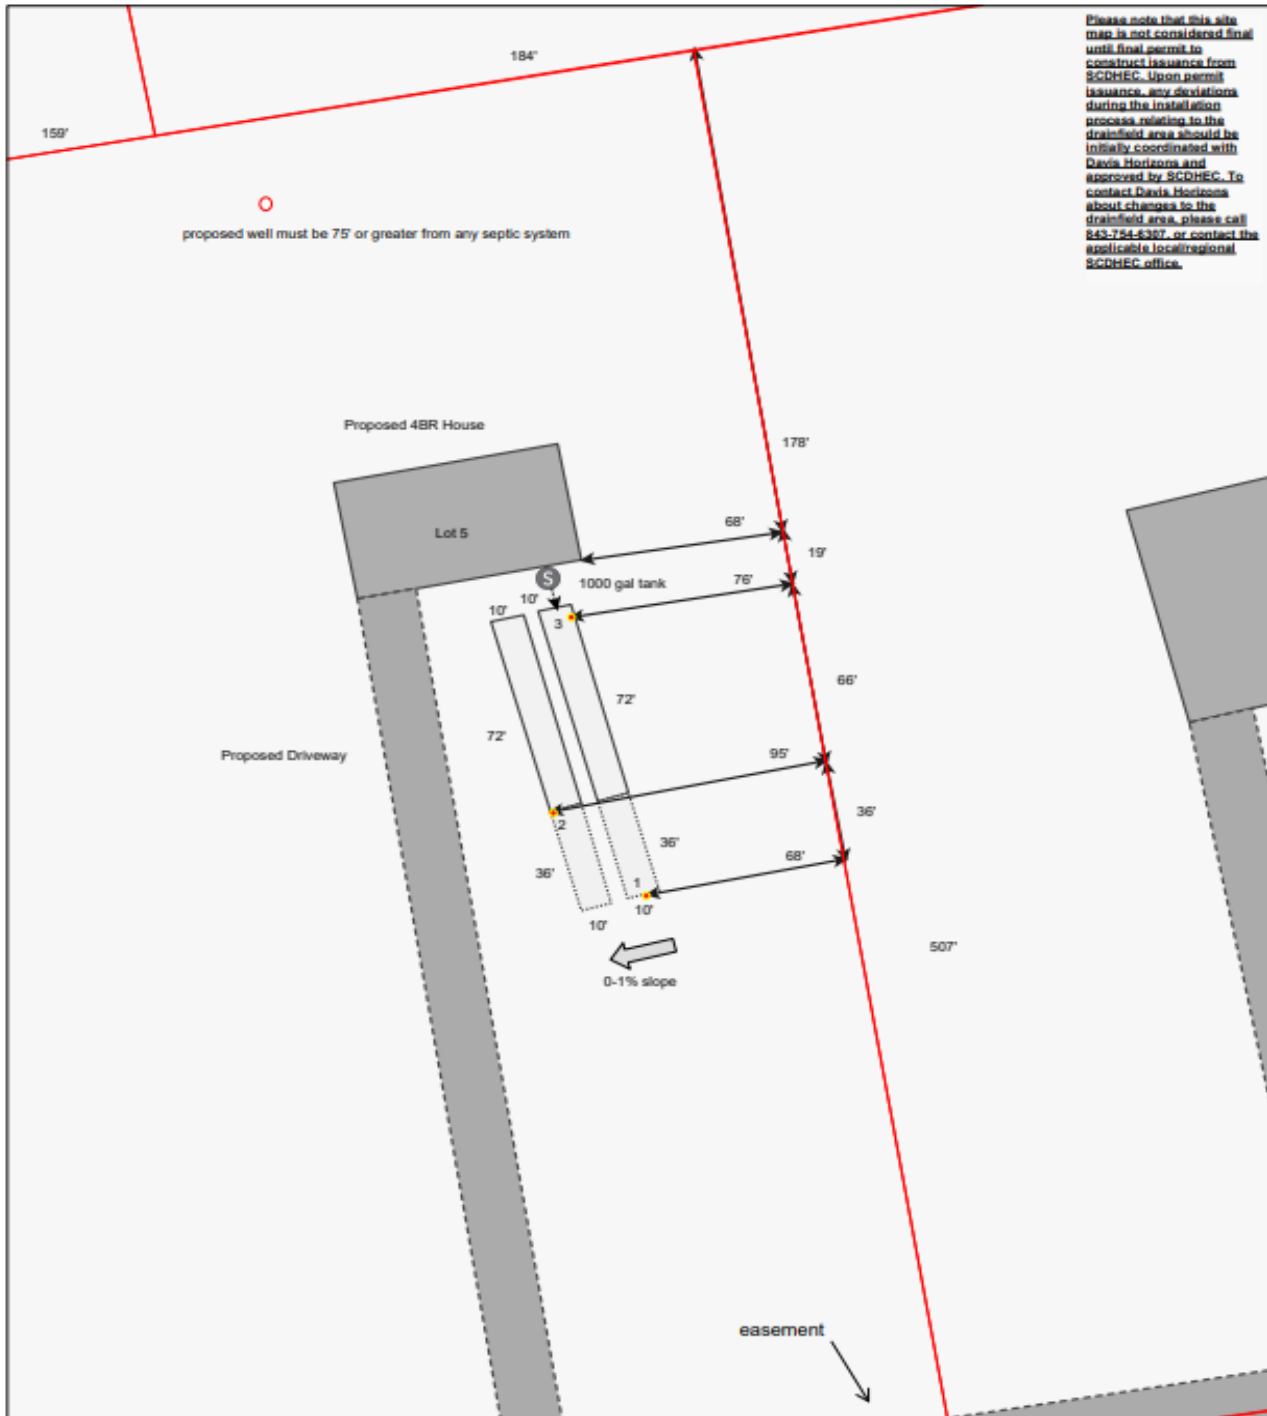 Please note that this site
map is not considered final
until final permit to
construct issuance from
SCDHEC. Upon permit
issuance, any deviations
during the installation
process relating to the
drainfield area should be
initially coordinated with
Davis Horizons and
approved by SCDHEC. To
contact Davis Horizons
about changes to the
drainfield area, please call
843-754-6307, or contact the
applicable local/regional
SCDHEC office.
184'
159'
proposed well must be 75' or greater from any septic system
Proposed 4BR House
178'
Lot 5
68'
19'
S
1000 gal tank
76'
10'
10'
3
66'
72'
72'
Proposed Driveway
95'
36'
2
36'
68'
36'
1
10'
10'
507'
0-1% slope
easement